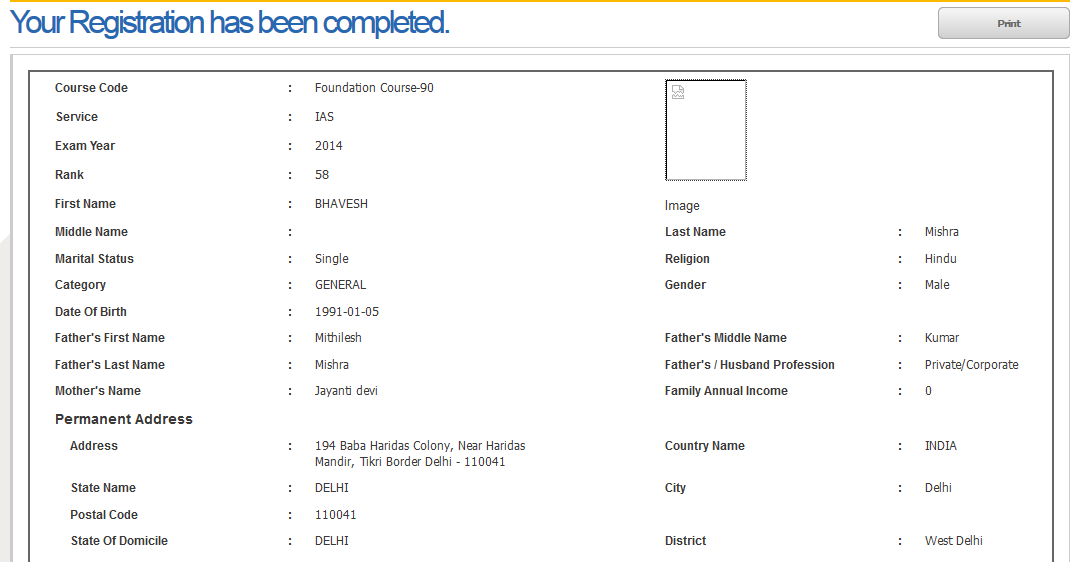 Your Registration has been completed.
Print
Course Code : Foundation Course-90
Service : IAS
Exam Year : 2014
Rank : 58
First Name : BHAVESH
Image
Middle Name : Last Name : Mishra
Marital Status : Single Religion : Hindu
Category : GENERAL Gender : Male
Date Of Birth : 1991-01-05
Father's First Name : Mithilesh Father's Middle Name : Kumar
Father's Last Name : Mishra Father's / Husband Profession : Private/Corporate
Mother's Name : Jayanti devi Family Annual Income : 0
Permanent Address
Address : 194 Baba Haridas Colony, Near Haridas Country Name : INDIA
Mandir, Tikri Border Delhi - 110041
State Name : DELHI City : Delhi
Postal Code : 110041
State Of Domicile : DELHI District : West Delhi